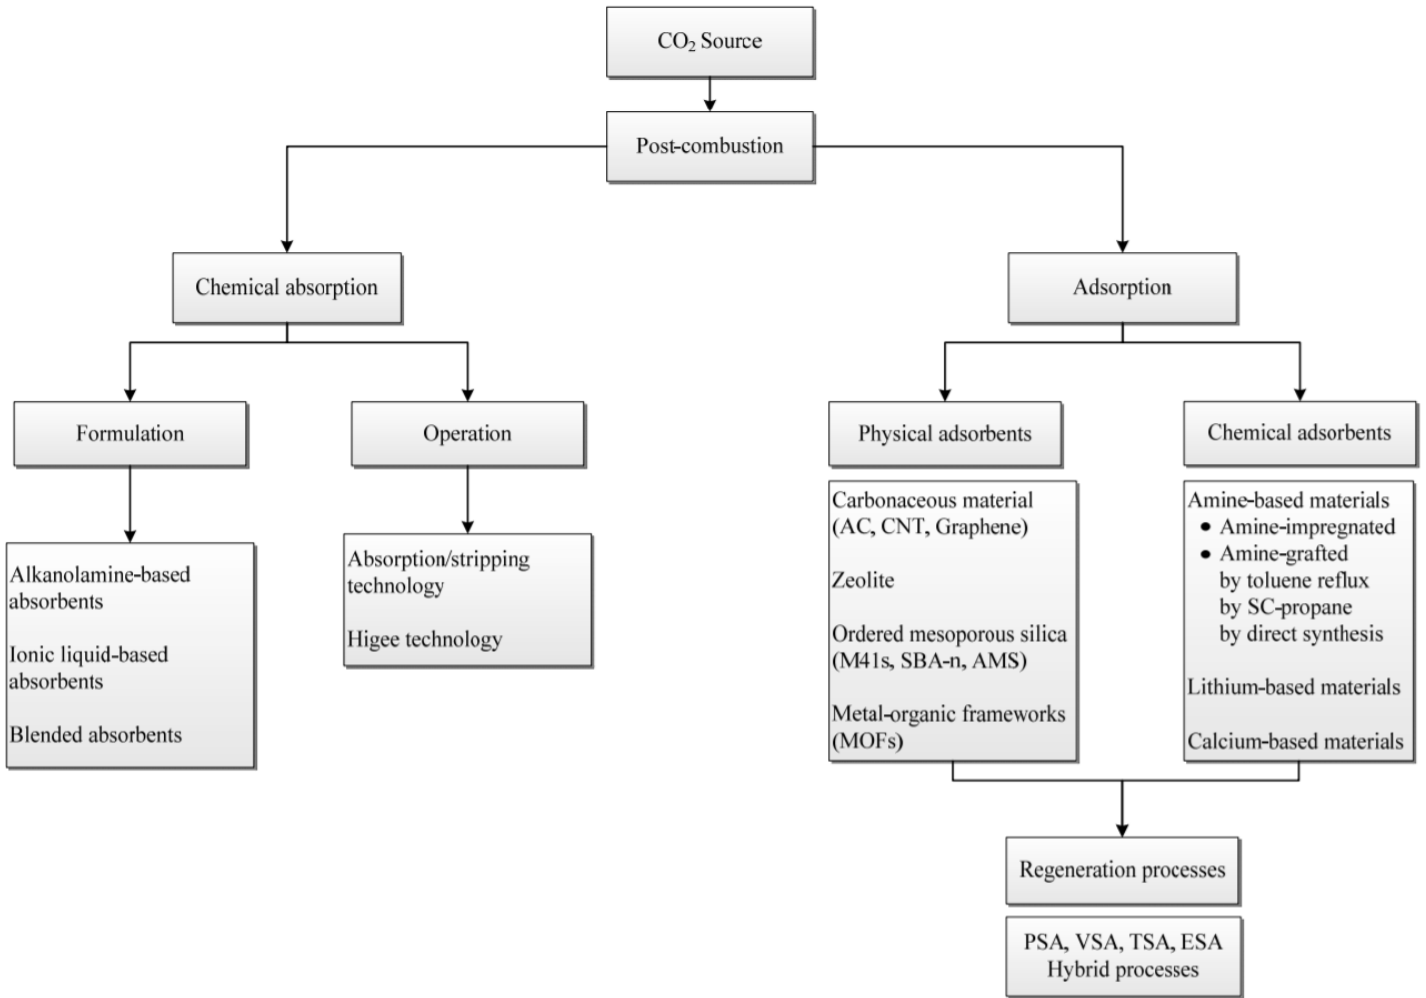 CO₂ Source
Post-combustion
Chemical absorption
Adsorption
Formulation
Operation
Physical adsorbents
Chemical adsorbents
Alkanolamine-based
absorbents
Ionic liquid-based
absorbents
Blended absorbents
Absorption/stripping
technology
Higee technology
Carbonaceous material
(AC, CNT, Graphene)
Zeolite
Ordered mesoporous silica
(M41s, SBA-n, AMS)
Metal-organic frameworks
(MOFs)
Amine-based materials
● Amine-impregnated
● Amine-grafted
by toluene reflux
by SC-propane
by direct synthesis
Lithium-based materials
Calcium-based materials
Regeneration processes
PSA, VSA, TSA, ESA
Hybrid processes